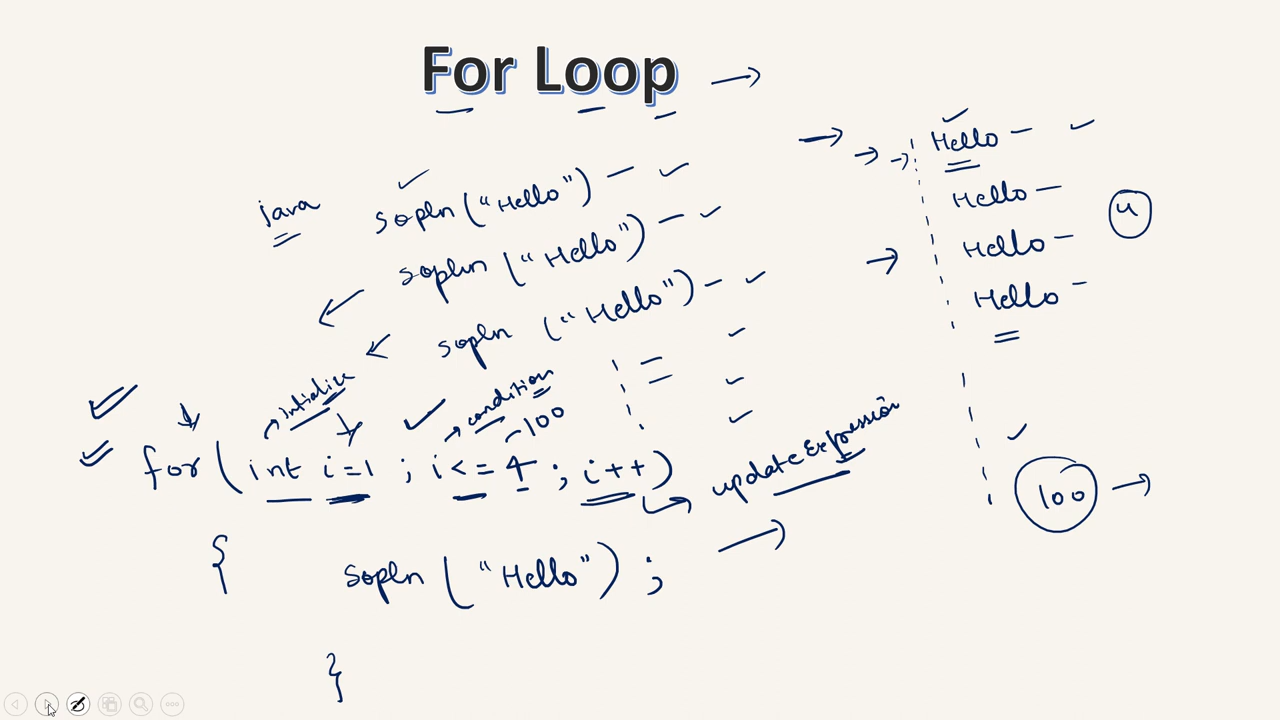 For Loop
java
sopln ("Hello")
sopln ("Hello")
sopln ("Hello")
Hello
Hello
Hello
Hello
4
100
intialize
condition
100
for (int i=1 ; i<=4 ; i++)
update Expression
{
sopln ("Hello") ;
}